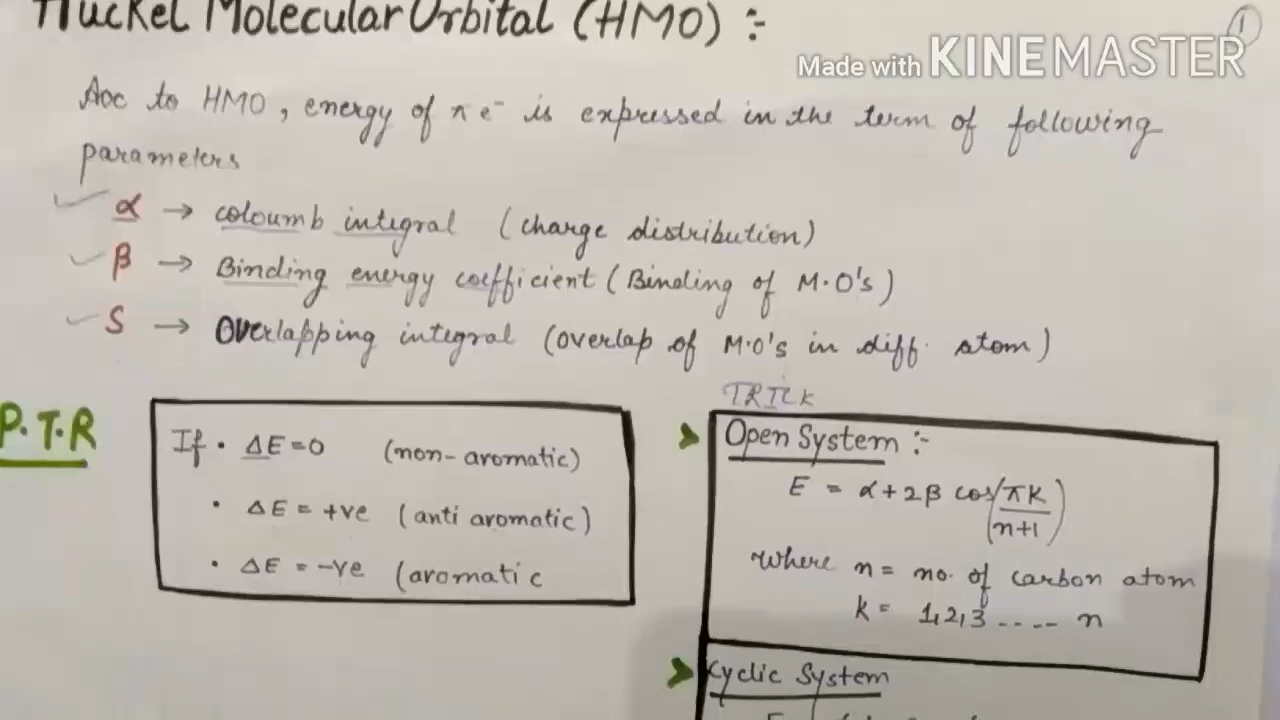 Huckel Molecular Orbital (HMO) :-
1
Made with KINEMASTER
Acc to HMO, energy of π e⁻ is expressed in the term of following
parameters
α → coloumb integral (charge distribution)
β → Binding energy coefficient (Binding of M.O's)
S → Overlapping integral (overlap of M.O's in diff. atom)
P.T.R
If • ΔE = 0 (non-aromatic)
• ΔE = +ve (anti aromatic)
• ΔE = -ve (aromatic
TRICK
Open System :-
E = α + 2β cos(πk/n+1)
where n = no. of carbon atom
k = 1,2,3 ---- n
Cyclic System